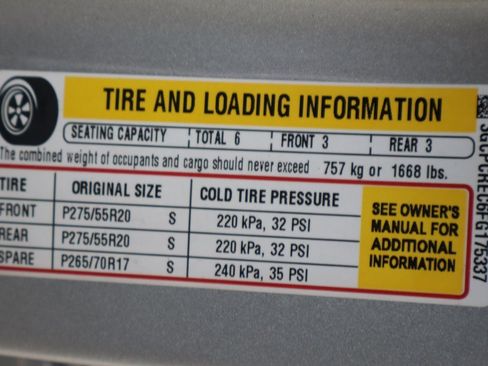 TIRE AND LOADING INFORMATION
SEATING CAPACITY TOTAL 6 FRONT 3 REAR 3
The combined weight of occupants and cargo should never exceed 757 kg or 1668 lbs.
TIRE ORIGINAL SIZE COLD TIRE PRESSURE
FRONT P275/55R20 S 220 kPa, 32 PSI
REAR P275/55R20 S 220 kPa, 32 PSI
SPARE P265/70R17 S 240 kPa, 35 PSI
SEE OWNER'S
MANUAL FOR
ADDITIONAL
INFORMATION
3GCPCREC6FG175337